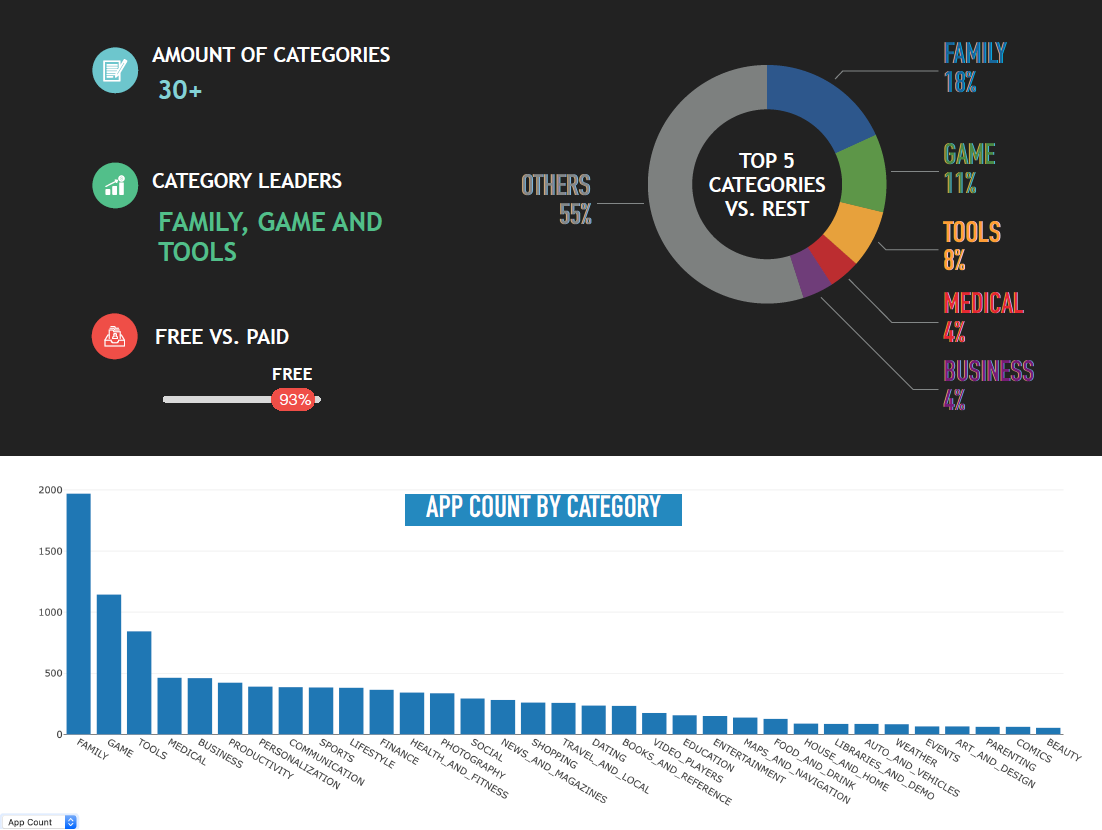 AMOUNT OF CATEGORIES
30+
CATEGORY LEADERS
FAMILY, GAME AND
TOOLS
FREE VS. PAID
FREE
93%
TOP 5
CATEGORIES
VS. REST
OTHERS
55%
FAMILY
18%
GAME
11%
TOOLS
8%
MEDICAL
4%
BUSINESS
4%
APP COUNT BY CATEGORY
2000
1500
1000
500
0
FAMILY
GAME
TOOLS
MEDICAL
BUSINESS
PRODUCTIVITY
PERSONALIZATION
COMMUNICATION
SPORTS
LIFESTYLE
FINANCE
HEALTH_AND_FITNESS
PHOTOGRAPHY
SOCIAL
NEWS_AND_MAGAZINES
SHOPPING
TRAVEL_AND_LOCAL
DATING
BOOKS_AND_REFERENCE
VIDEO_PLAYERS
EDUCATION
ENTERTAINMENT
MAPS_AND_NAVIGATION
FOOD_AND_DRINK
HOUSE_AND_HOME
LIBRARIES_AND_DEMO
AUTO_AND_VEHICLES
WEATHER
EVENTS
ART_AND_DESIGN
PARENTING
COMICS
BEAUTY
App Count